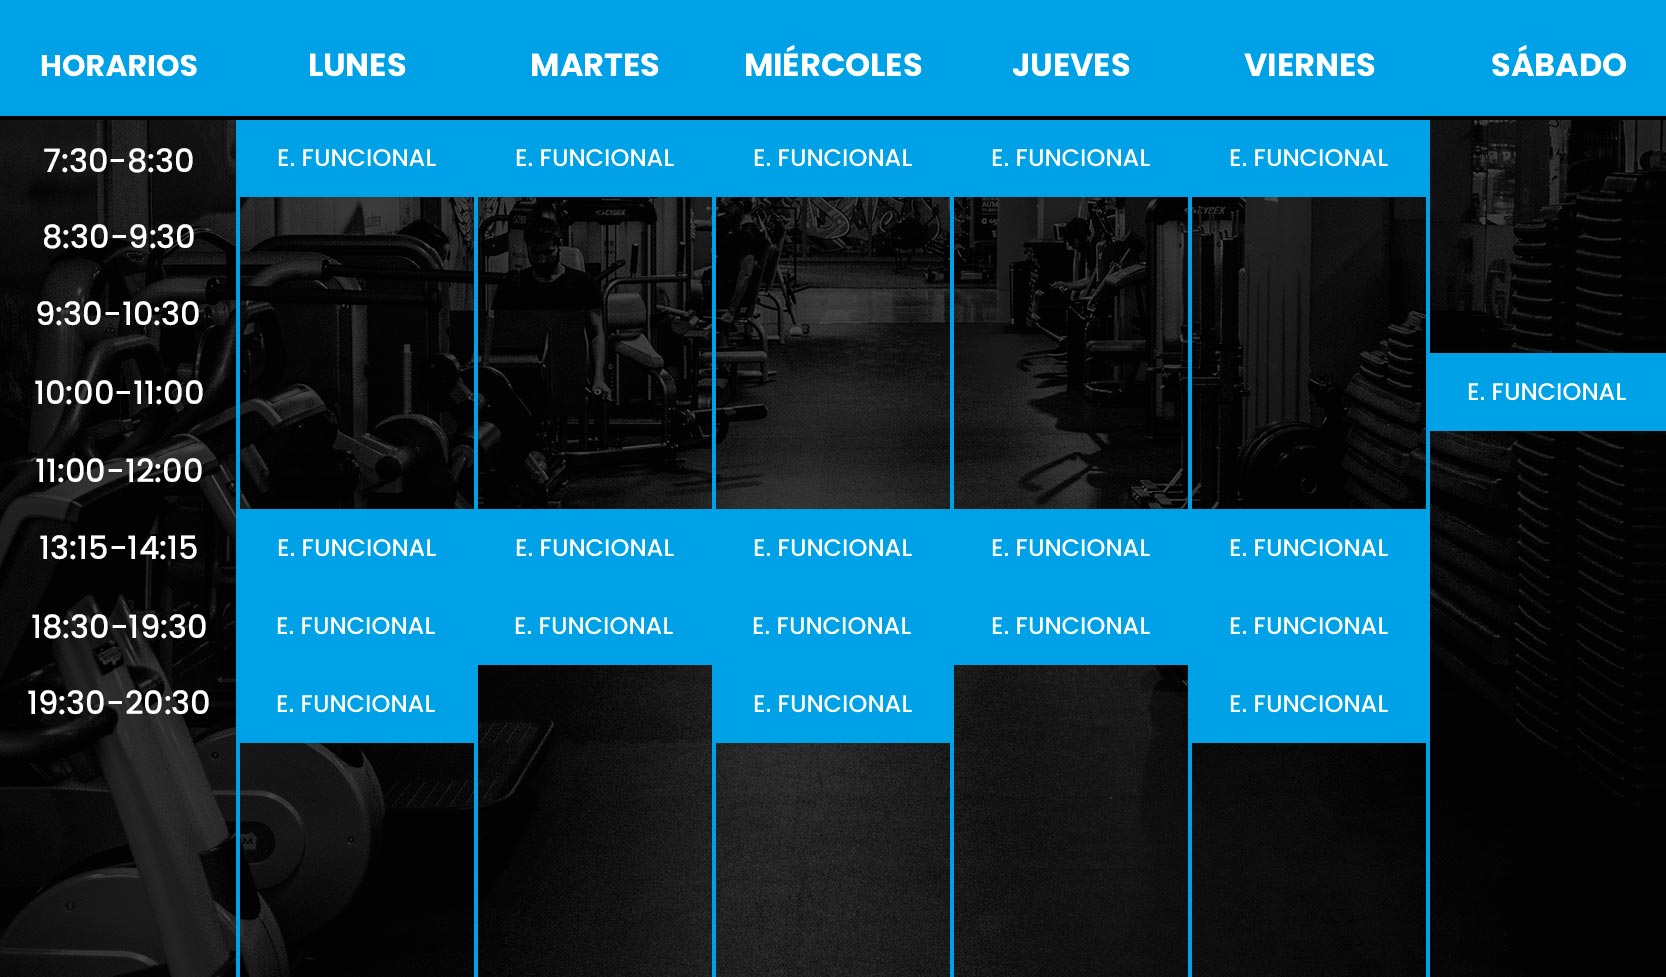 HORARIOS LUNES MARTES MIÉRCOLES JUEVES VIERNES SÁBADO
7:30-8:30 E. FUNCIONAL E. FUNCIONAL E. FUNCIONAL E. FUNCIONAL E. FUNCIONAL
8:30-9:30
9:30-10:30
10:00-11:00 E. FUNCIONAL
11:00-12:00
13:15-14:15 E. FUNCIONAL E. FUNCIONAL E. FUNCIONAL E. FUNCIONAL E. FUNCIONAL
18:30-19:30 E. FUNCIONAL E. FUNCIONAL E. FUNCIONAL E. FUNCIONAL E. FUNCIONAL
19:30-20:30 E. FUNCIONAL E. FUNCIONAL E. FUNCIONAL